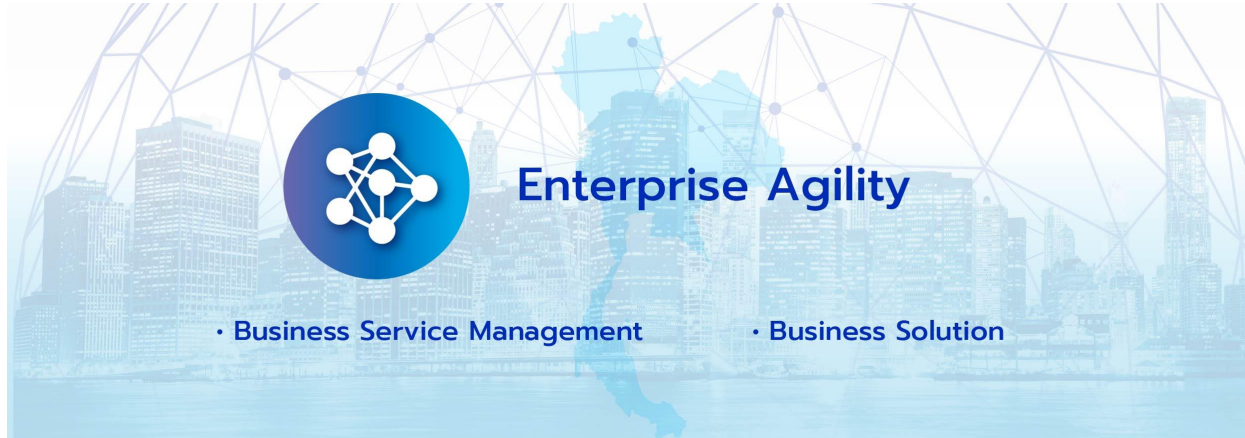 Enterprise Agility
• Business Service Management
• Business Solution